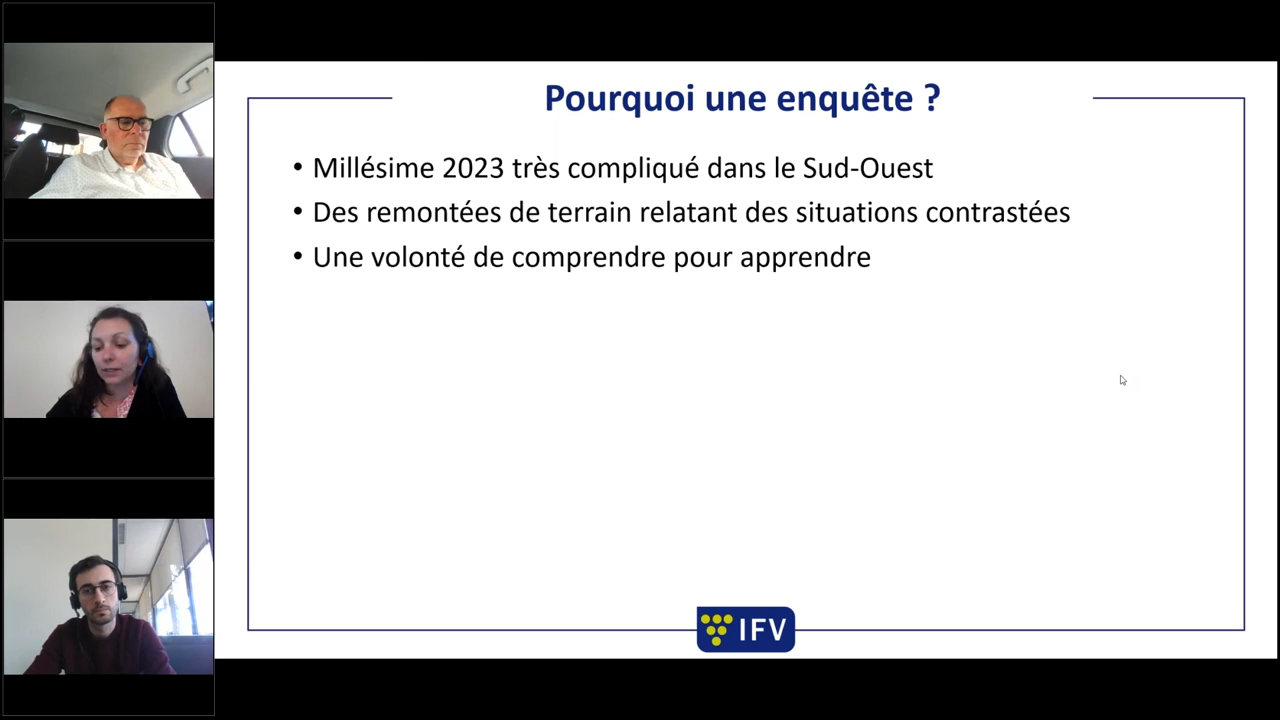 Pourquoi une enquête ?
• Millésime 2023 très compliqué dans le Sud-Ouest
• Des remontées de terrain relatant des situations contrastées
• Une volonté de comprendre pour apprendre
IFV